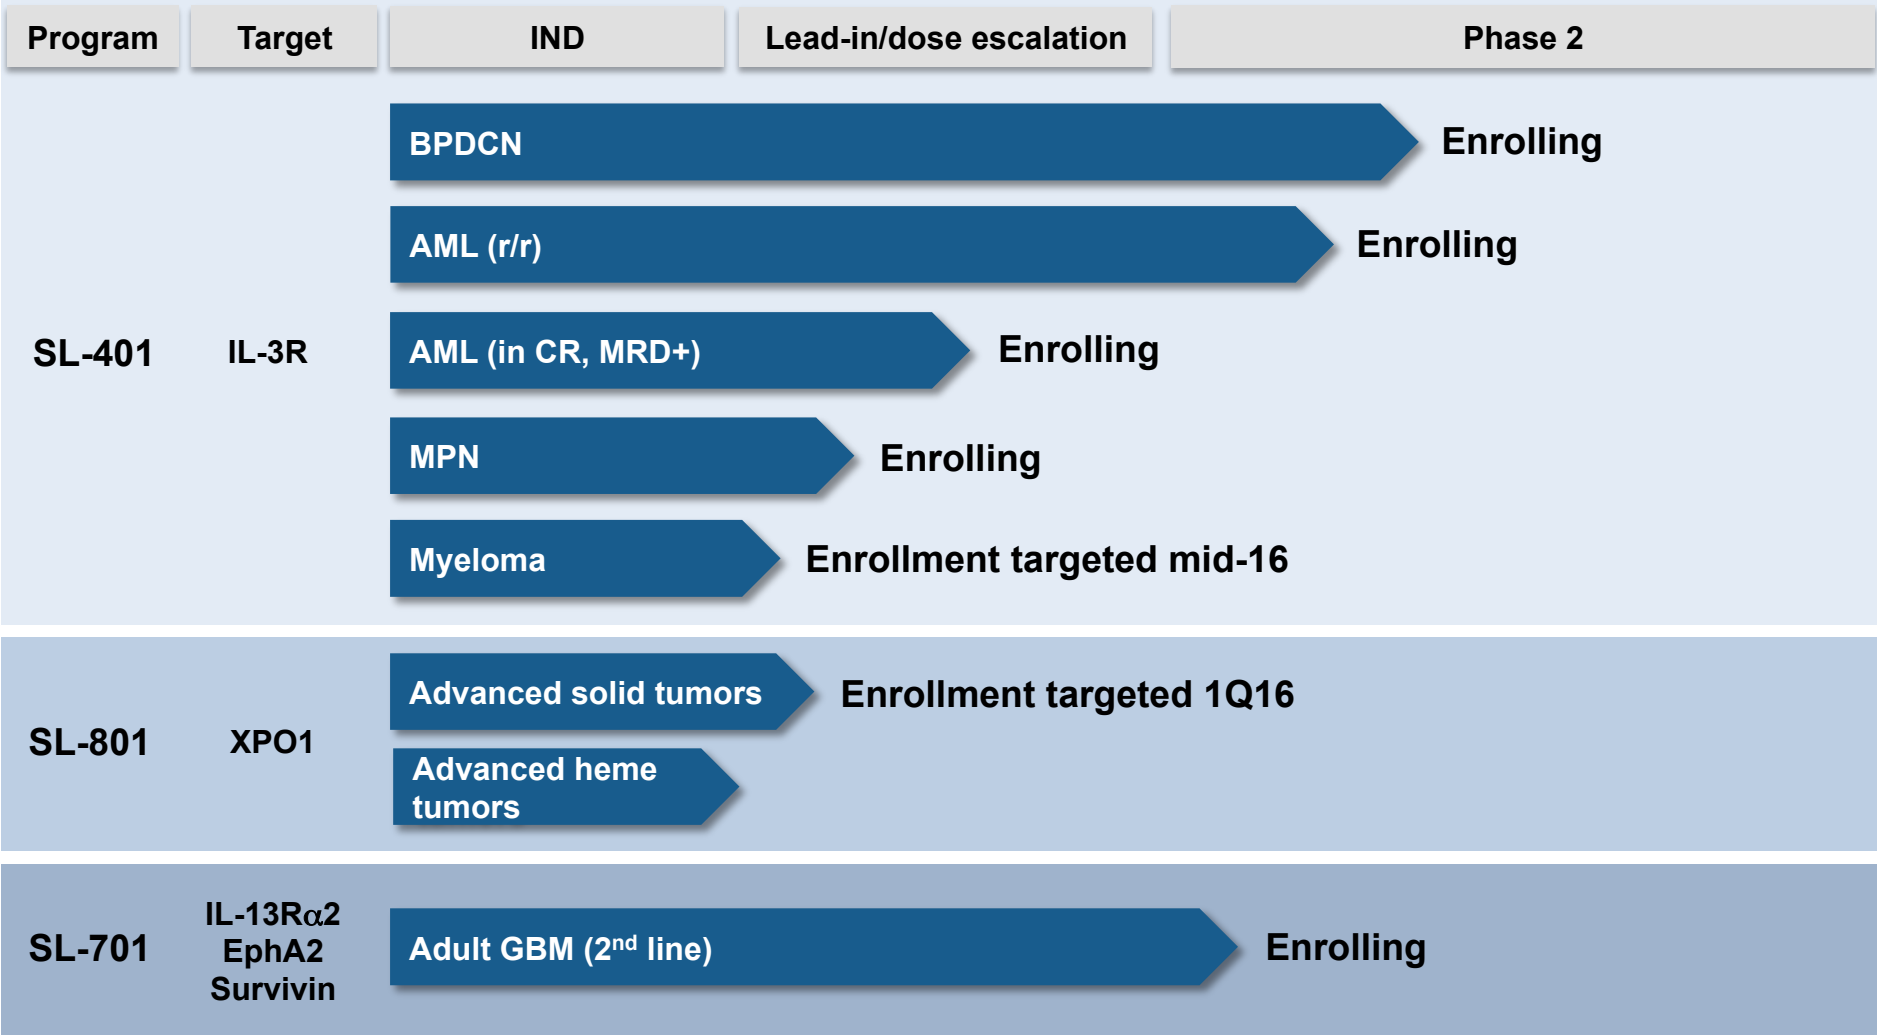 Program Target IND Lead-in/dose escalation Phase 2
BPDCN Enrolling
AML (r/r) Enrolling
SL-401 IL-3R AML (in CR, MRD+) Enrolling
MPN Enrolling
Myeloma Enrollment targeted mid-16
Advanced solid tumors Enrollment targeted 1Q16
SL-801 XPO1
Advanced heme
tumors
IL-13Rα2
EphA2
Survivin
SL-701 Adult GBM (2nd line) Enrolling